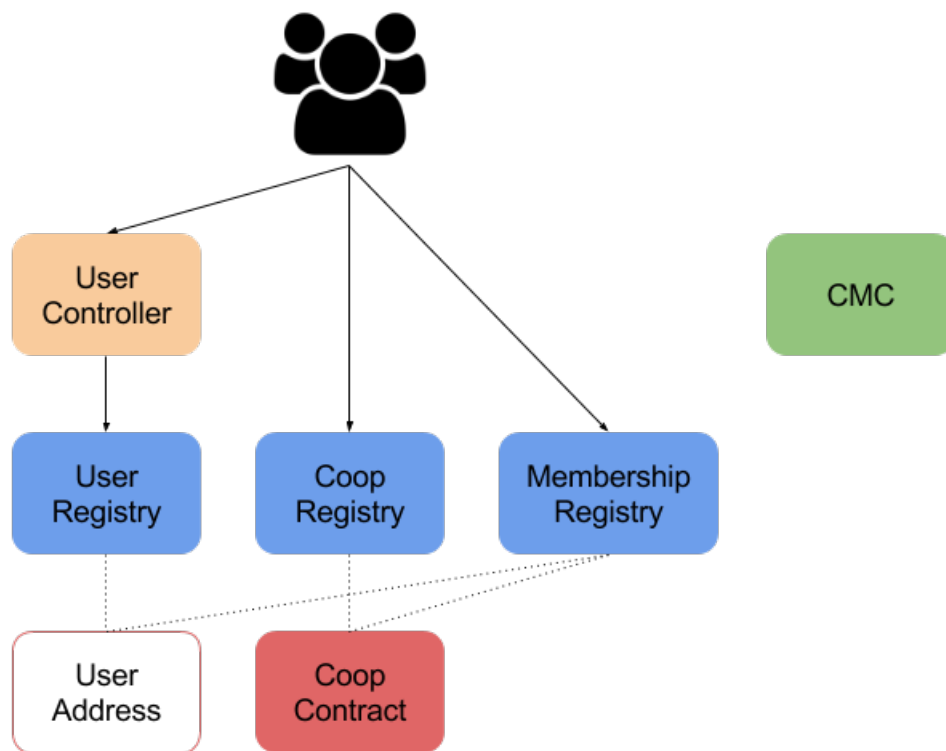 User
Controller
CMC
User
Registry
Coop
Registry
Membership
Registry
User
Address
Coop
Contract